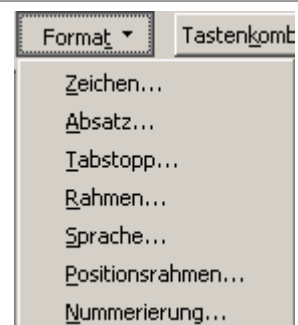 Format Tastenkomb
Zeichen...
Absatz...
Tabstopp...
Rahmen...
Sprache...
Positionsrahmen...
Nummerierung...